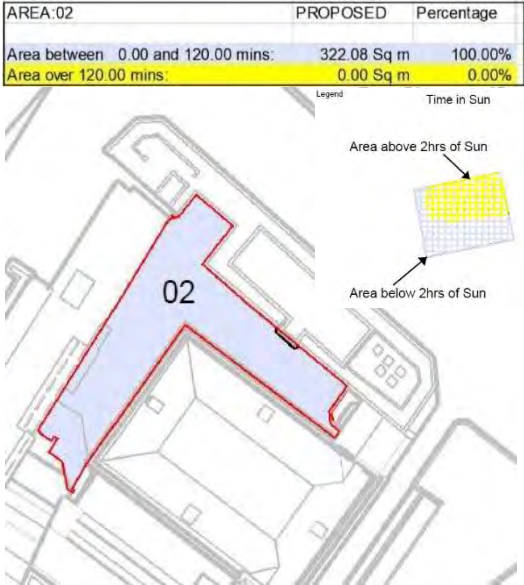 AREA:02 PROPOSED Percentage
Area between 0.00 and 120.00 mins: 322.08 Sq m 100.00%
Area over 120.00 mins: 0.00 Sq m 0.00%
Legend
Time in Sun
Area above 2hrs of Sun
Area below 2hrs of Sun
02